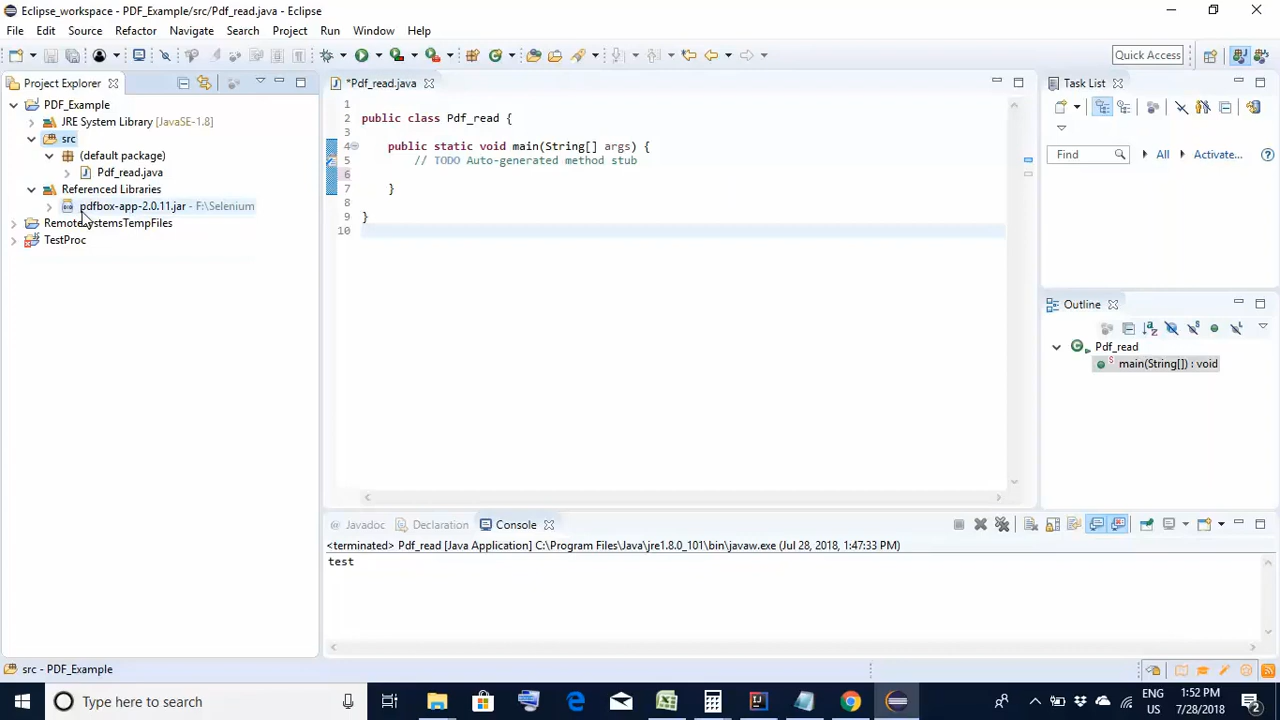 Eclipse_workspace - PDF_Example/src/Pdf_read.java - Eclipse
File Edit Source Refactor Navigate Search Project Run Window Help
Quick Access
Project Explorer
PDF_Example
JRE System Library [JavaSE-1.8]
src
(default package)
Pdf_read.java
Referenced Libraries
pdfbox-app-2.0.11.jar - F:\Selenium
RemoteSystemsTempFiles
TestProc
*Pdf_read.java
1
2 public class Pdf_read {
3
4 public static void main(String[] args) {
5 // TODO Auto-generated method stub
6
7 }
8
9 }
10
Task List
Find All Activate...
Outline
Pdf_read
main(String[]) : void
Javadoc Declaration Console
<terminated> Pdf_read [Java Application] C:\Program Files\Java\jre1.8.0_101\bin\javaw.exe (Jul 28, 2018, 1:47:33 PM)
test
src - PDF_Example
Type here to search
ENG
US
1:52 PM
7/28/2018
2